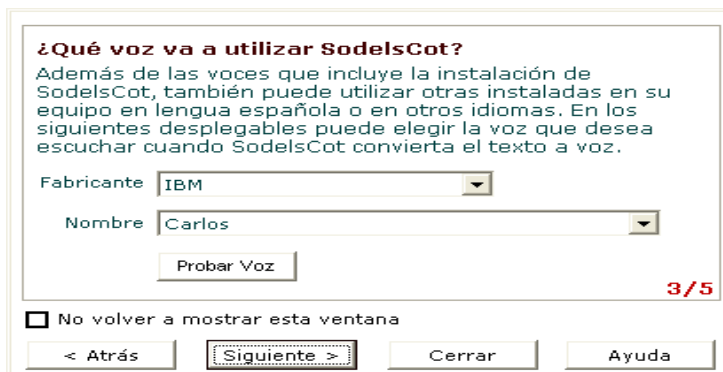 ¿Qué voz va a utilizar SodelsCot?
Además de las voces que incluye la instalación de
SodelsCot, también puede utilizar otras instaladas en su
equipo en lengua española o en otros idiomas. En los
siguientes desplegables puede elegir la voz que desea
escuchar cuando SodelsCot convierta el texto a voz.
Fabricante IBM
Nombre Carlos
Probar Voz
3/5
No volver a mostrar esta ventana
< Atrás Siguiente > Cerrar Ayuda